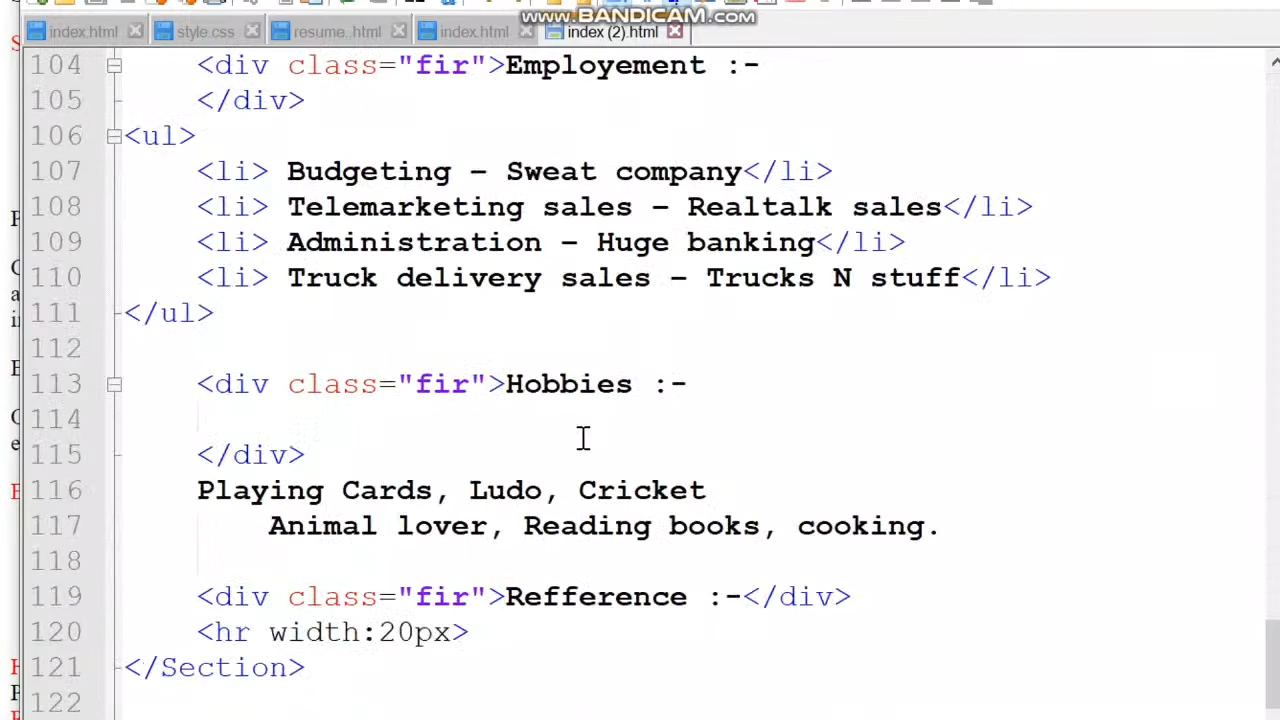 www.BANDICAM.com
index.html
style.css
resume..html
index.html
index (2).html
104 <div class="fir">Employement :-
105 </div>
106 <ul>
107 <li> Budgeting – Sweat company</li>
108 <li> Telemarketing sales – Realtalk sales</li>
109 <li> Administration – Huge banking</li>
110 <li> Truck delivery sales – Trucks N stuff</li>
111 </ul>
112
113 <div class="fir">Hobbies :-
114
115 </div>
116 Playing Cards, Ludo, Cricket
117 Animal lover, Reading books, cooking.
118
119 <div class="fir">Refference :-</div>
120 <hr width:20px>
121 </Section>
122